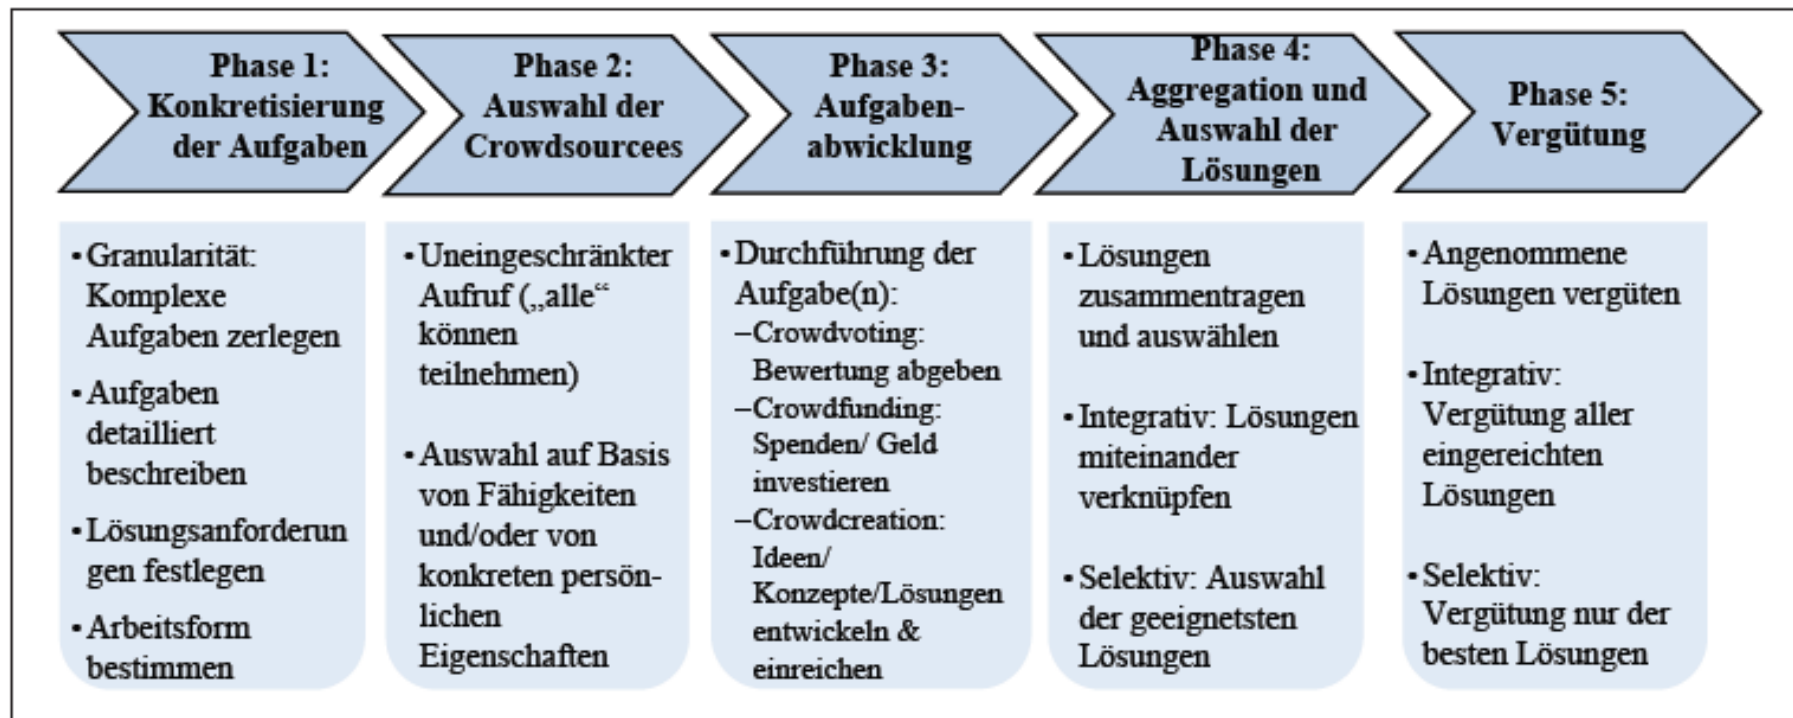 Phase 1:
Konkretisierung
der Aufgaben
Phase 2:
Auswahl der
Crowdsourcees
Phase 3:
Aufgaben-
abwicklung
Phase 4:
Aggregation und
Auswahl der
Lösungen
Phase 5:
Vergütung
▪ Granularität:
Komplexe
Aufgaben zerlegen
▪ Aufgaben
detailliert
beschreiben
▪ Lösungsanforderun
gen festlegen
▪ Arbeitsform
bestimmen
▪ Uneingeschränkter
Aufruf („alle“
können
teilnehmen)
▪ Auswahl auf Basis
von Fähigkeiten
und/oder von
konkreten persön-
lichen
Eigenschaften
▪ Durchführung der
Aufgabe(n):
–Crowdvoting:
Bewertung abgeben
–Crowdfunding:
Spenden/ Geld
investieren
–Crowdcreation:
Ideen/
Konzepte/Lösungen
entwickeln &
einreichen
▪ Lösungen
zusammentragen
und auswählen
▪ Integrativ: Lösungen
miteinander
verknüpfen
▪ Selektiv: Auswahl
der geeignetsten
Lösungen
▪ Angenommene
Lösungen vergüten
▪ Integrativ:
Vergütung aller
eingereichten
Lösungen
▪ Selektiv:
Vergütung nur der
besten Lösungen